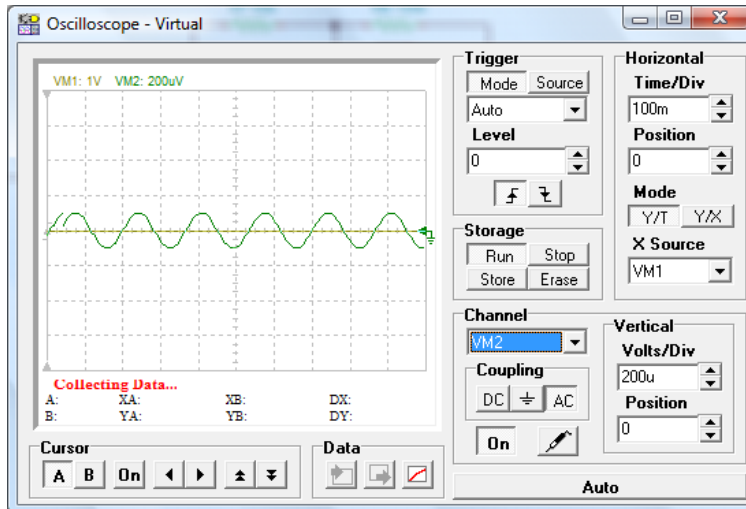 Oscilloscope - Virtual
VM1: 1V VM2: 200uV
Collecting Data...
A: XA: XB: DX:
B: YA: YB: DY:
Cursor
A B On
Data
Trigger
Mode Source
Auto
Level
0
Storage
Run Stop
Store Erase
Horizontal
Time/Div
100m
Position
0
Mode
Y/T Y/X
X Source
VM1
Channel
VM2
Coupling
DC AC
On
Vertical
Volts/Div
200u
Position
0
Auto